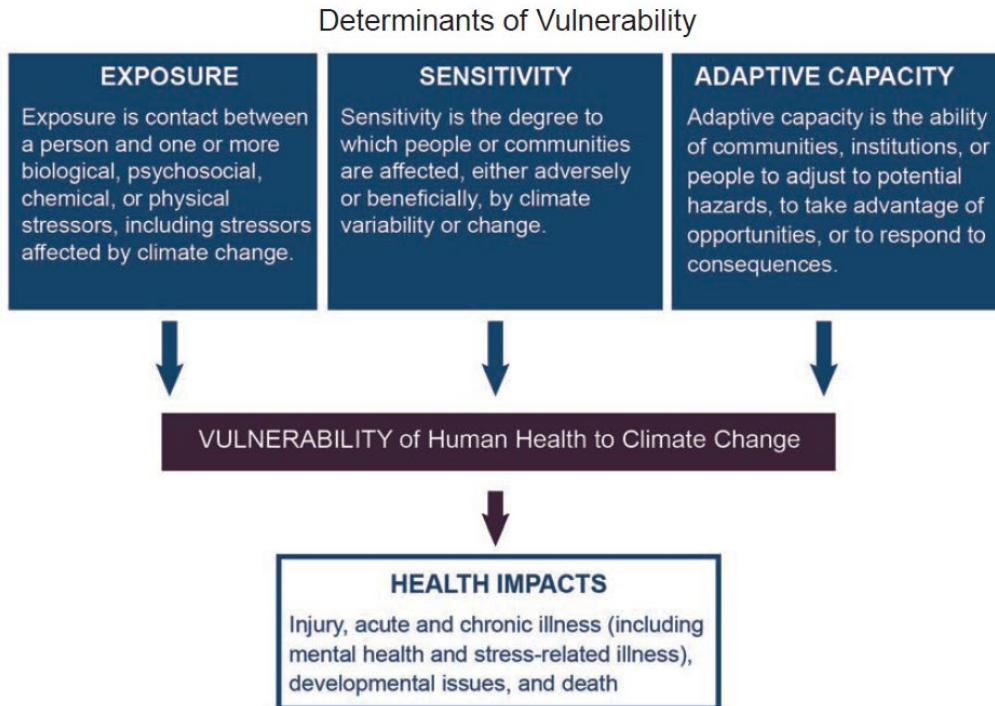 Determinants of Vulnerability
EXPOSURE
Exposure is contact between
a person and one or more
biological, psychosocial,
chemical, or physical
stressors, including stressors
affected by climate change.
SENSITIVITY
Sensitivity is the degree to
which people or communities
are affected, either adversely
or beneficially, by climate
variability or change.
ADAPTIVE CAPACITY
Adaptive capacity is the ability
of communities, institutions, or
people to adjust to potential
hazards, to take advantage of
opportunities, or to respond to
consequences.
VULNERABILITY of Human Health to Climate Change
HEALTH IMPACTS
Injury, acute and chronic illness (including
mental health and stress-related illness),
developmental issues, and death